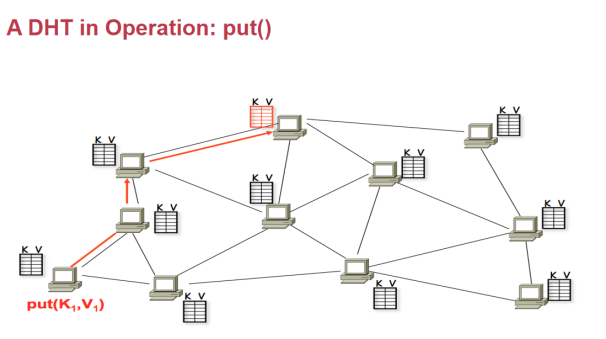 A DHT in Operation: put()
K V
K V
K V
K V
K V
K V
K V
K V
K V
K V
K V
put(K₁,V₁)